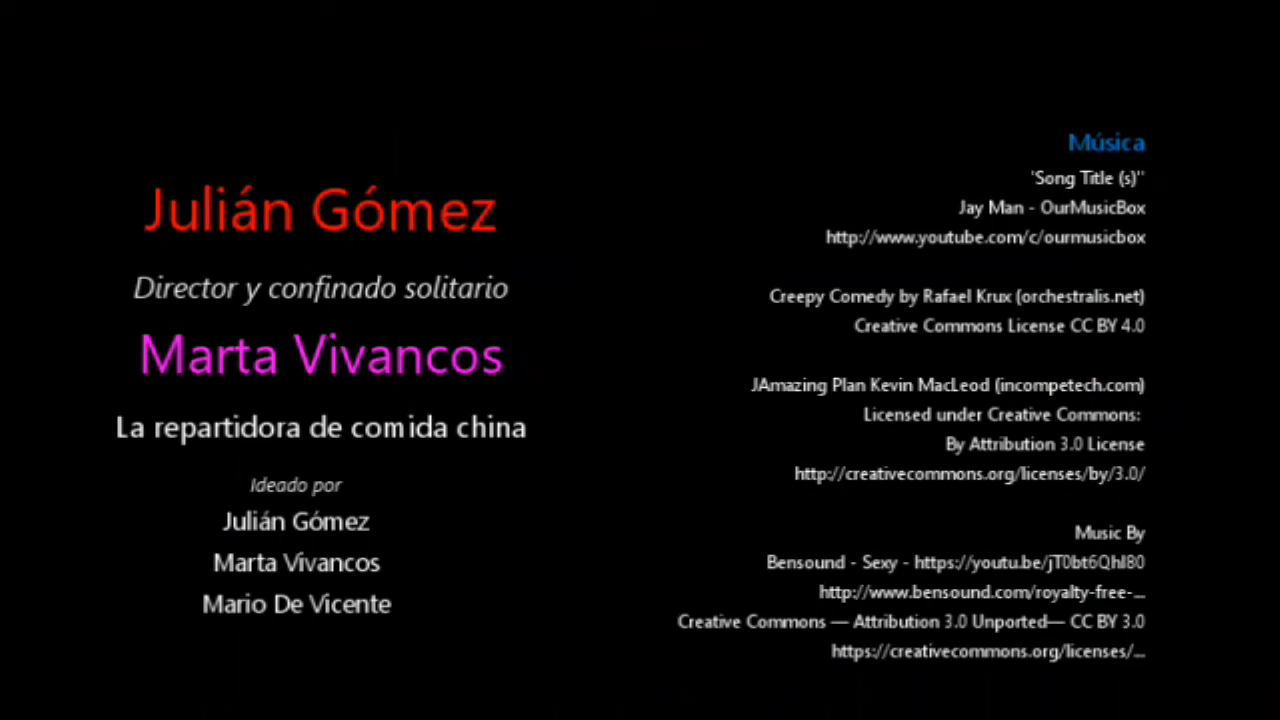 Julián Gómez
Director y confinado solitario
Marta Vivancos
La repartidora de comida china
Ideado por
Julián Gómez
Marta Vivancos
Mario De Vicente
Música
'Song Title (s)"
Jay Man - OurMusicBox
http://www.youtube.com/c/ourmusicbox
Creepy Comedy by Rafael Krux (orchestralis.net)
Creative Commons License CC BY 4.0
JAmazing Plan Kevin MacLeod (incompetech.com)
Licensed under Creative Commons:
By Attribution 3.0 License
http://creativecommons.org/licenses/by/3.0/
Music By
Bensound - Sexy - https://youtu.be/jT0bt6Qhl80
http://www.bensound.com/royalty-free-...
Creative Commons — Attribution 3.0 Unported— CC BY 3.0
https://creativecommons.org/licenses/...